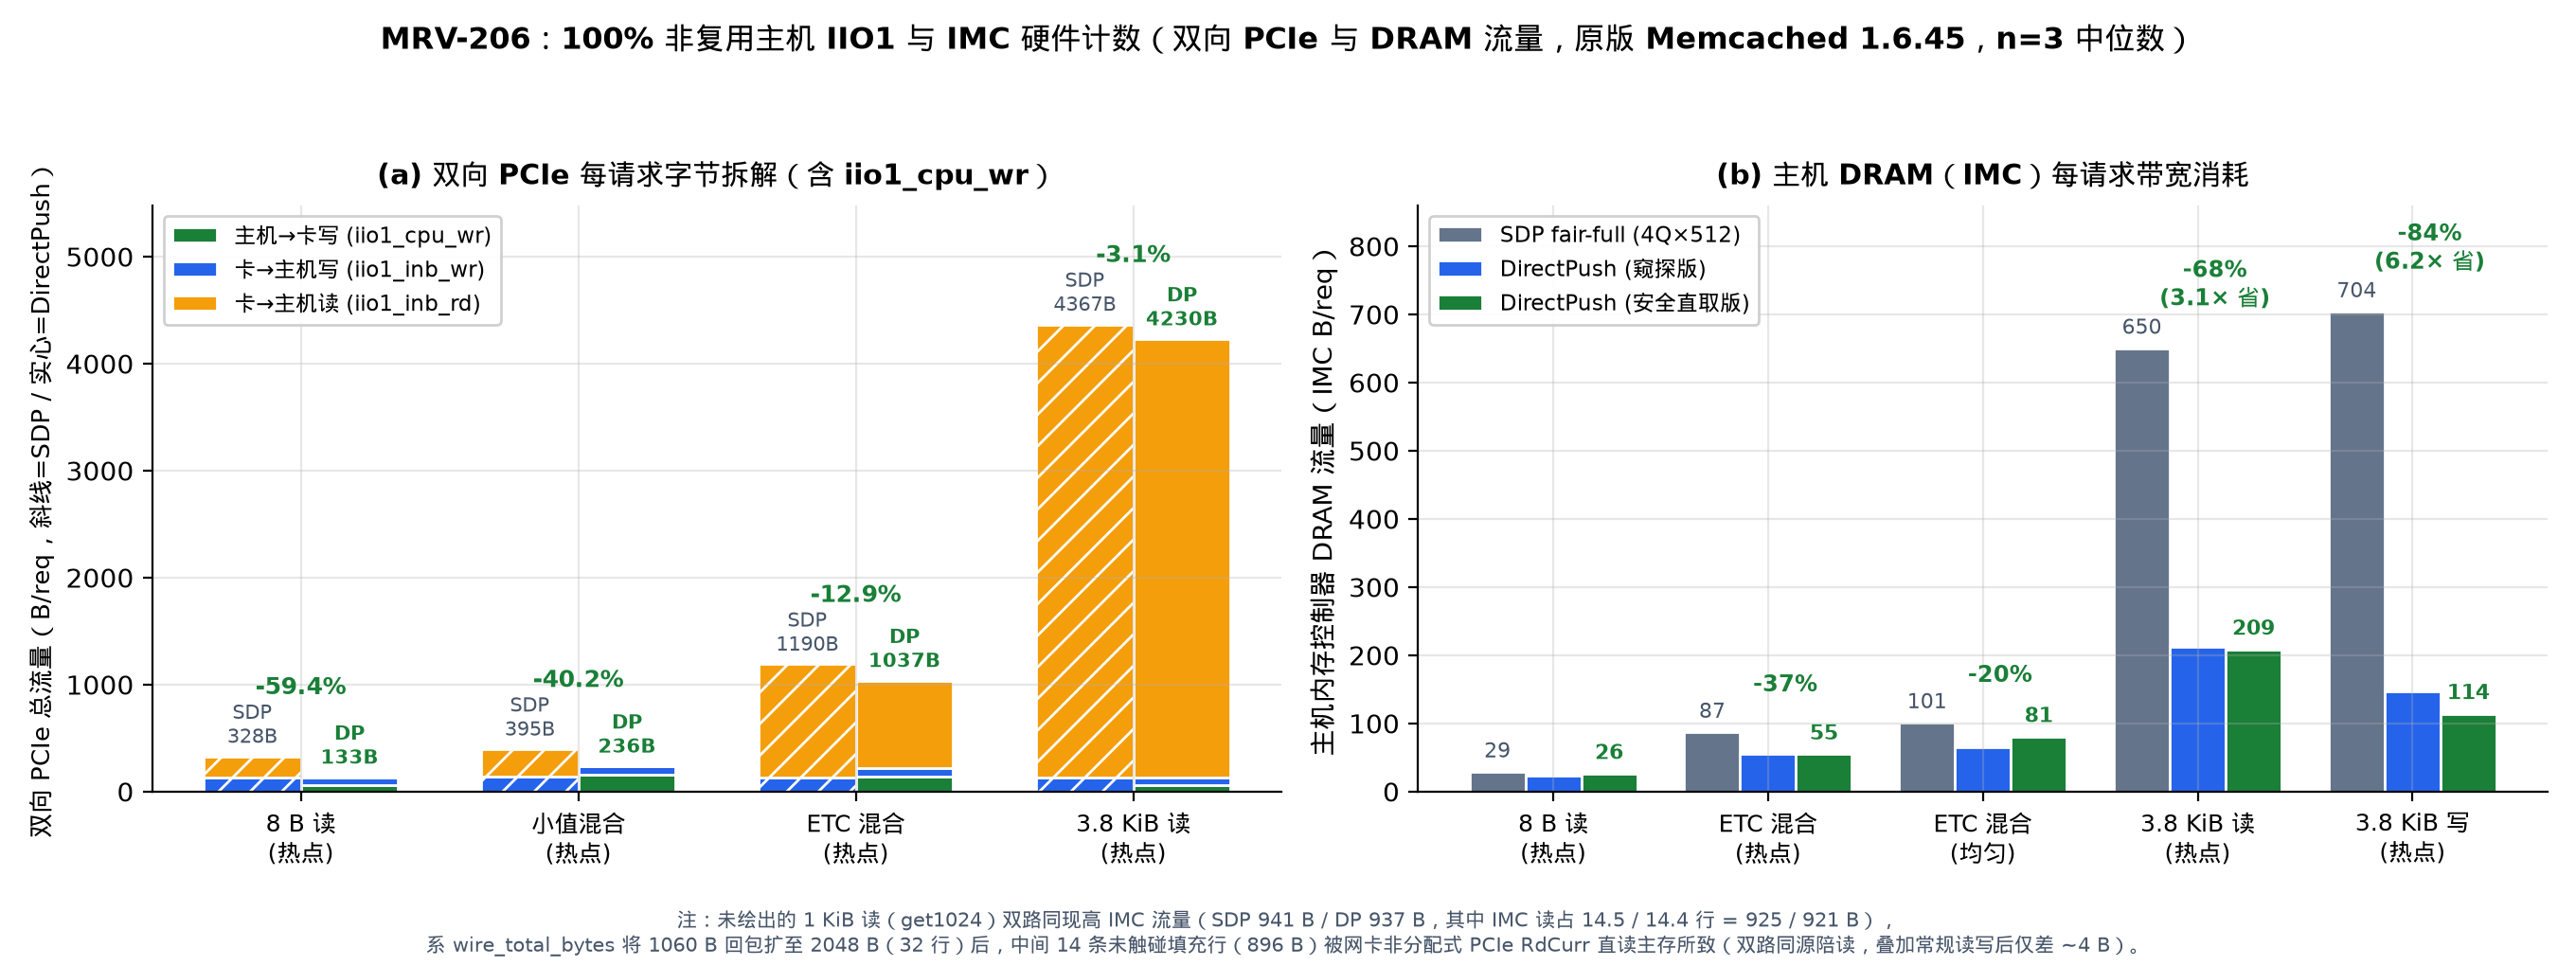 MRV-206：100% 非复用主机 IIO1 与 IMC 硬件计数（双向 PCIe 与 DRAM 流量，原版 Memcached 1.6.45，n=3 中位数）
(a) 双向 PCIe 每请求字节拆解（含 iio1_cpu_wr）
双向 PCIe 总流量（B/req，斜线=SDP / 实心=DirectPush）
5000
4000
3000
2000
1000
0
主机→卡写 (iio1_cpu_wr)
卡→主机写 (iio1_inb_wr)
卡→主机读 (iio1_inb_rd)
-59.4%
SDP
328B
DP
133B
-40.2%
SDP
395B
DP
236B
-12.9%
SDP
1190B
DP
1037B
-3.1%
SDP
4367B
DP
4230B
8 B 读
(热点)
小值混合
(热点)
ETC 混合
(热点)
3.8 KiB 读
(热点)
(b) 主机 DRAM（IMC）每请求带宽消耗
主机内存控制器 DRAM 流量（IMC B/req）
800
700
600
500
400
300
200
100
0
SDP fair-full (4Q×512)
DirectPush (窥探版)
DirectPush (安全直取版)
29
26
87
-37%
55
101
-20%
81
-68%
(3.1× 省)
650
209
-84%
(6.2× 省)
704
114
8 B 读
(热点)
ETC 混合
(热点)
ETC 混合
(均匀)
3.8 KiB 读
(热点)
3.8 KiB 写
(热点)
注：未绘出的 1 KiB 读（get1024）双路同现高 IMC 流量（SDP 941 B / DP 937 B，其中 IMC 读占 14.5 / 14.4 行 = 925 / 921 B），
系 wire_total_bytes 将 1060 B 回包扩至 2048 B（32 行）后，中间 14 条未触碰填充行（896 B）被网卡非分配式 PCIe RdCurr 直读主存所致（双路同源陪读，叠加常规读写后仅差 ~4 B）。